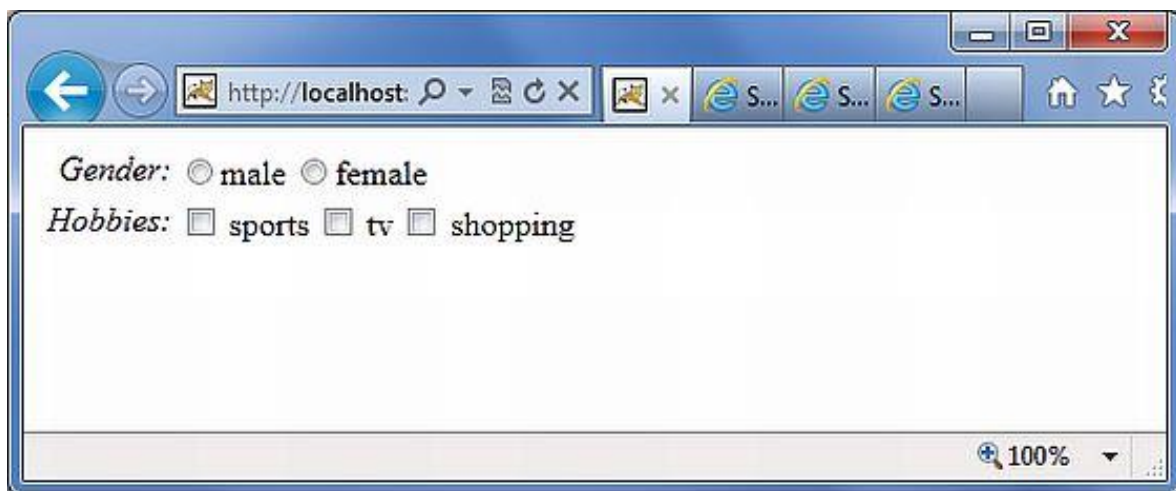 http://localhost:
S...
S...
S...
Gender: male female
Hobbies: sports tv shopping
100%